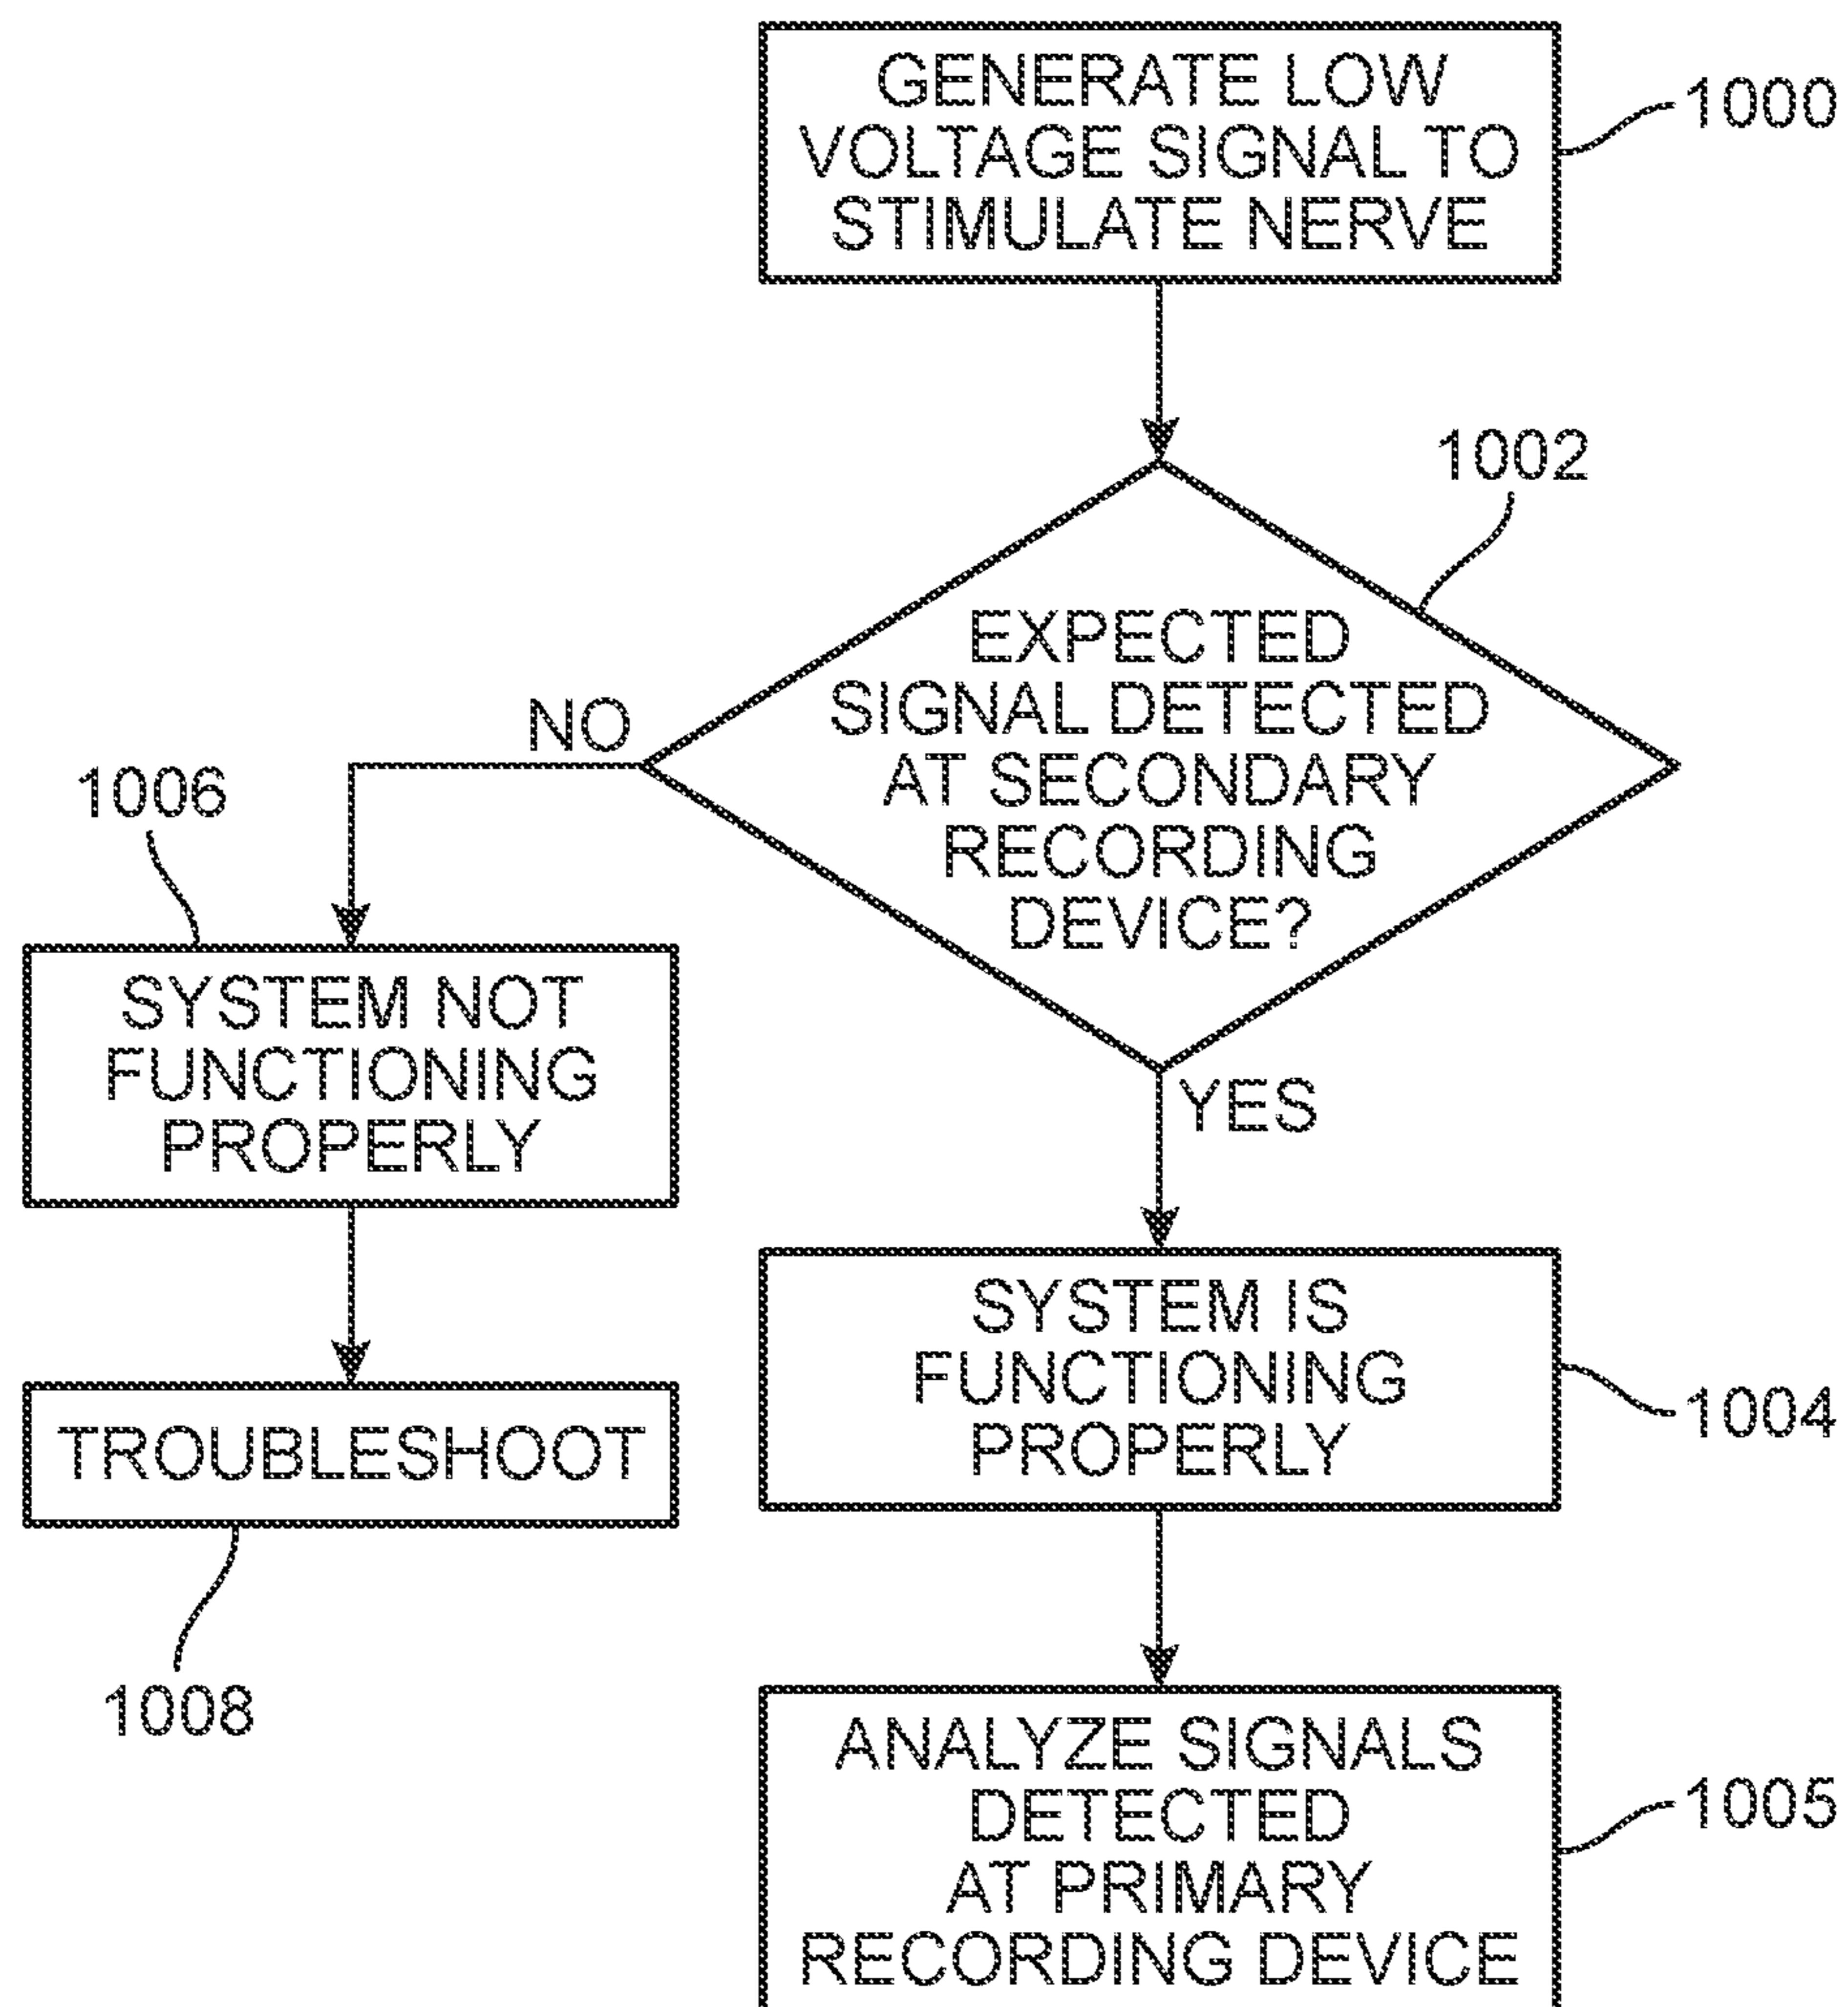 GENERATE LOW
VOLTAGE SIGNAL TO
STIMULATE NERVE
1000
1002
EXPECTED
SIGNAL DETECTED
AT SECONDARY
RECORDING
DEVICE?
NO
1006
SYSTEM NOT
FUNCTIONING
PROPERLY
YES
SYSTEM IS
FUNCTIONING
PROPERLY
1004
TROUBLESHOOT
1008
ANALYZE SIGNALS
DETECTED
AT PRIMARY
RECORDING DEVICE
1005